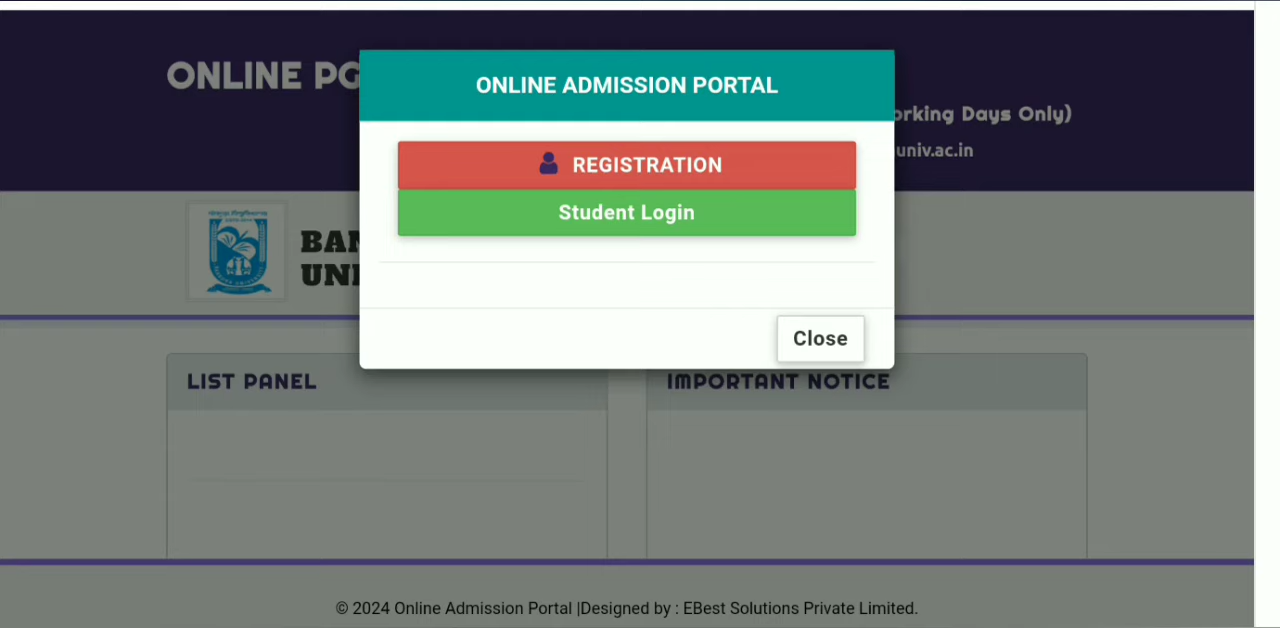 ONLINE PG
ONLINE ADMISSION PORTAL
orking Days Only)
univ.ac.in
REGISTRATION
Student Login
BAN
UNI
Close
LIST PANEL
IMPORTANT NOTICE
© 2024 Online Admission Portal |Designed by : EBest Solutions Private Limited.